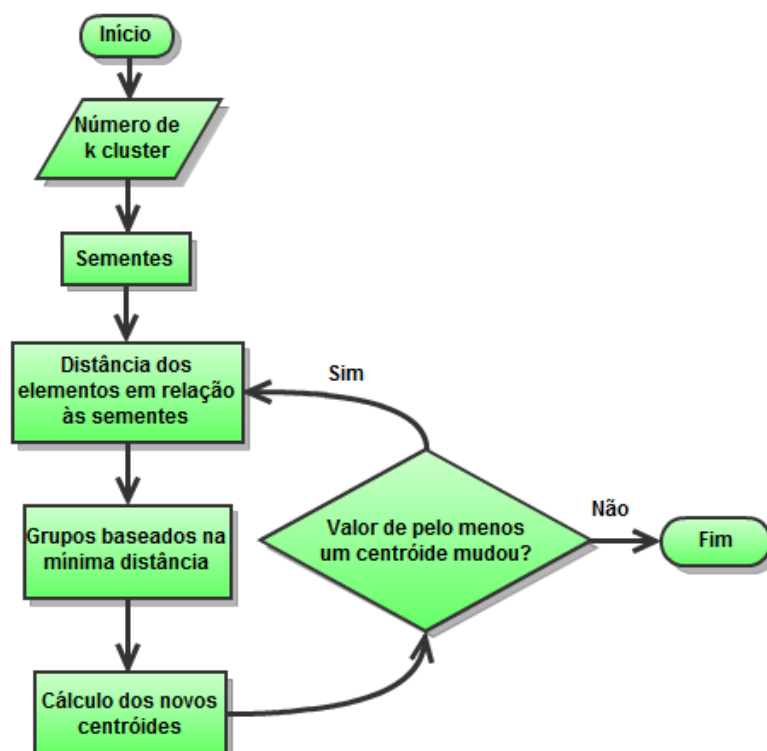 Início
Número de
k cluster
Sementes
Distância dos
elementos em relação
às sementes
Sim
Grupos baseados na
mínima distância
Valor de pelo menos
um centróide mudou?
Não
Fim
Cálculo dos novos
centróides